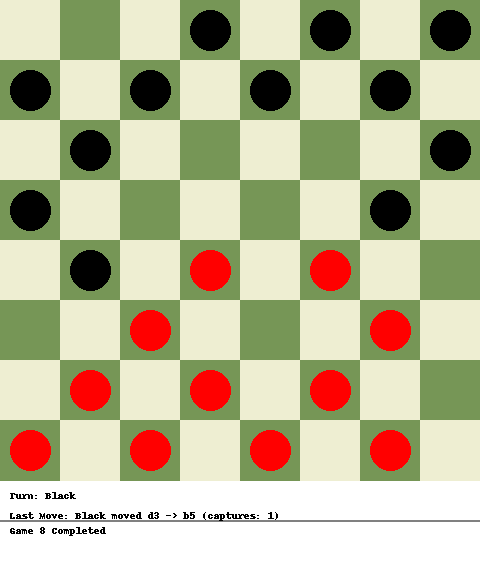 Turn: Black
Last Move: Black moved d3 -> b5 (captures: 1)
Game 8 Completed